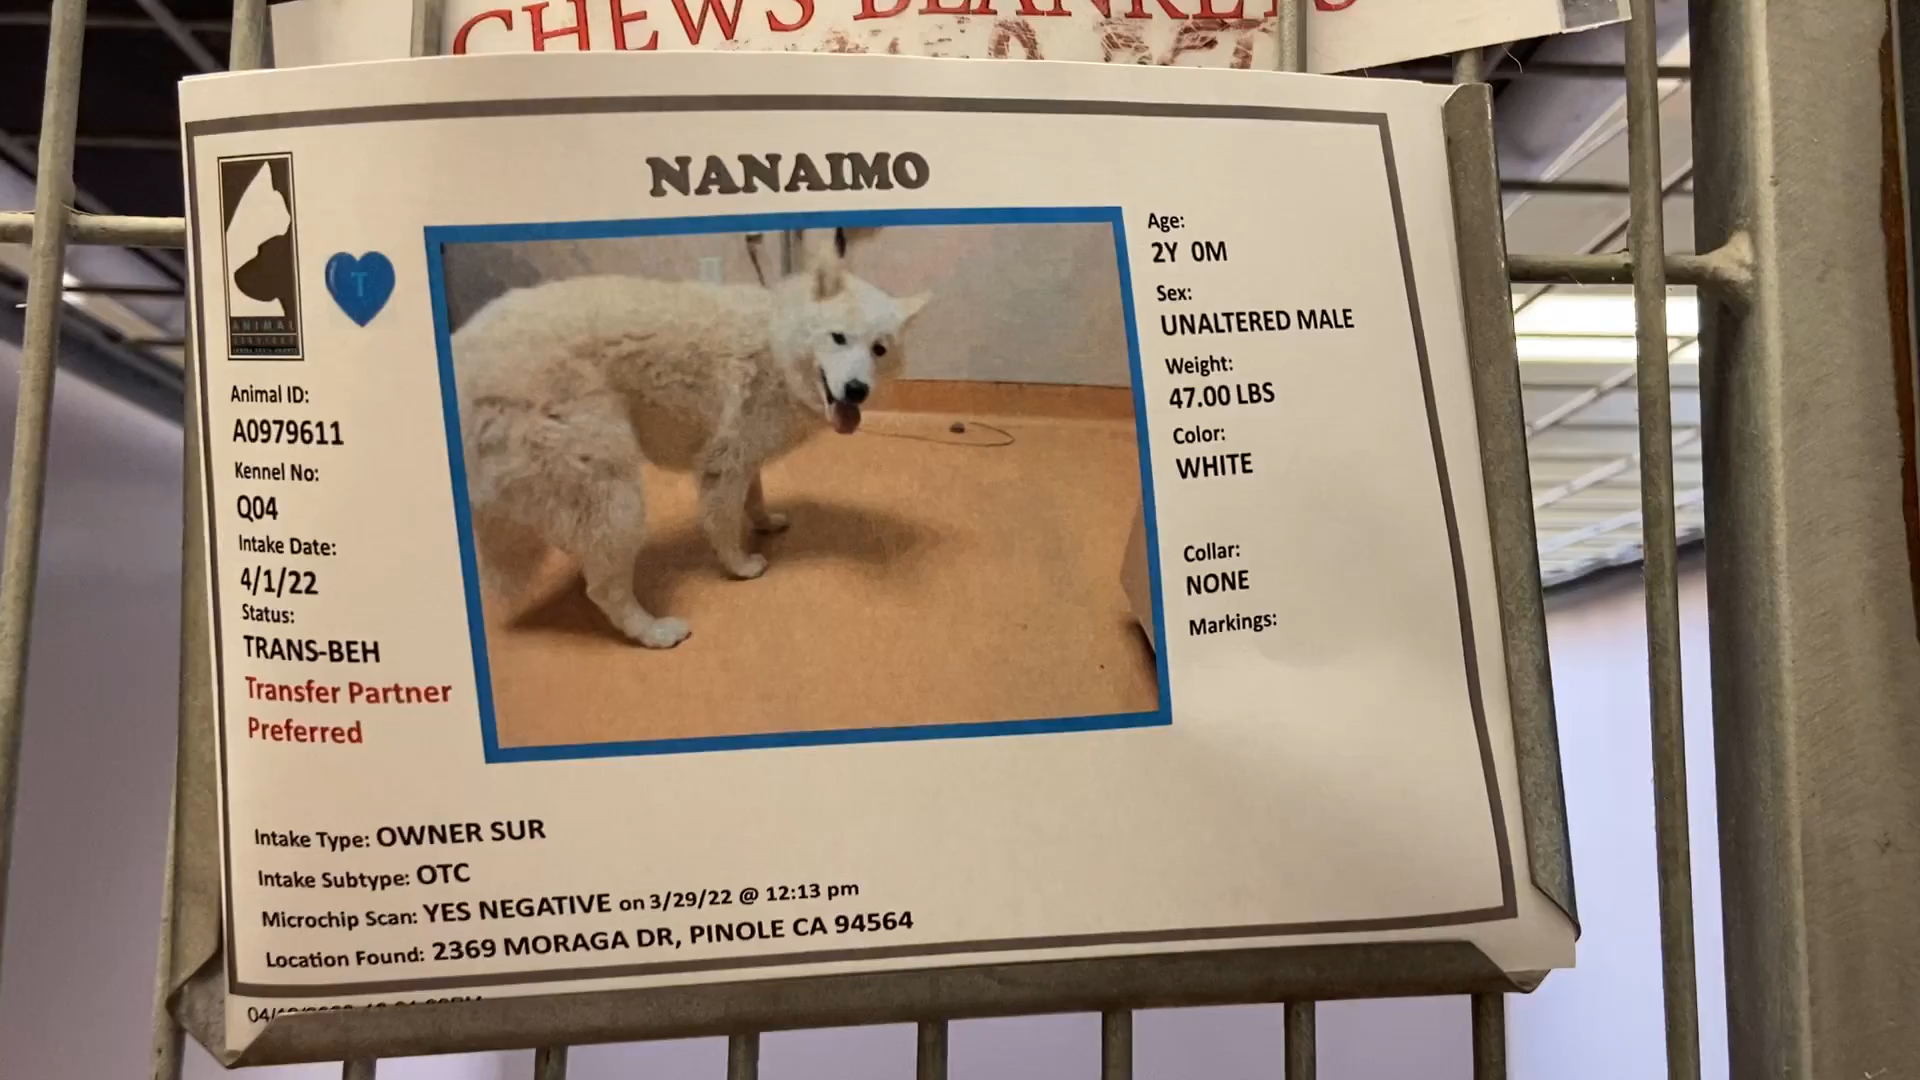 CHEWS BLANKETS
NANAIMO
T
ANIMAL
SERVICES
Animal ID:
A0979611
Kennel No:
Q04
Intake Date:
4/1/22
Status:
TRANS-BEH
Transfer Partner
Preferred
Age:
2Y 0M
Sex:
UNALTERED MALE
Weight:
47.00 LBS
Color:
WHITE
Collar:
NONE
Markings:
Intake Type: OWNER SUR
Intake Subtype: OTC
Microchip Scan: YES NEGATIVE on 3/29/22 @ 12:13 pm
Location Found: 2369 MORAGA DR, PINOLE CA 94564